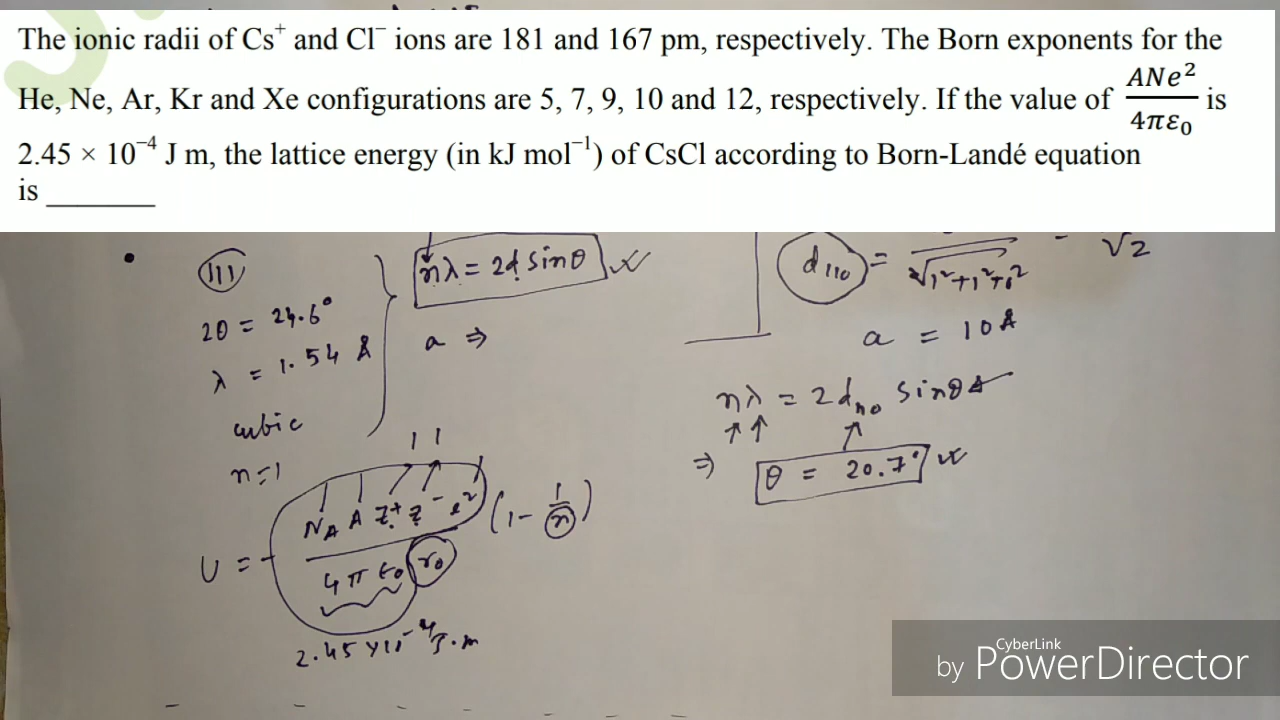 The ionic radii of Cs⁺ and Cl⁻ ions are 181 and 167 pm, respectively. The Born exponents for the
He, Ne, Ar, Kr and Xe configurations are 5, 7, 9, 10 and 12, respectively. If the value of ANe²/4πε₀ is
2.45 × 10⁻⁴ J m, the lattice energy (in kJ mol⁻¹) of CsCl according to Born-Landé equation
is ________
(111)
2θ = 24.6°
λ = 1.54 Å
cubic
n=1
nλ = 2d sinθ
a ⇒
d₁₁₀ = /√1²+1²+0² = √2
a = 10Å
nλ = 2d₁₁₀ sinθ
⇒ θ = 20.7°
1 1
U = - N_A A Z⁺ Z⁻ e² / 4π ε₀ r₀ (1 - 1/n)
2.45 × 10⁻⁴ J.m
CyberLink
by PowerDirector